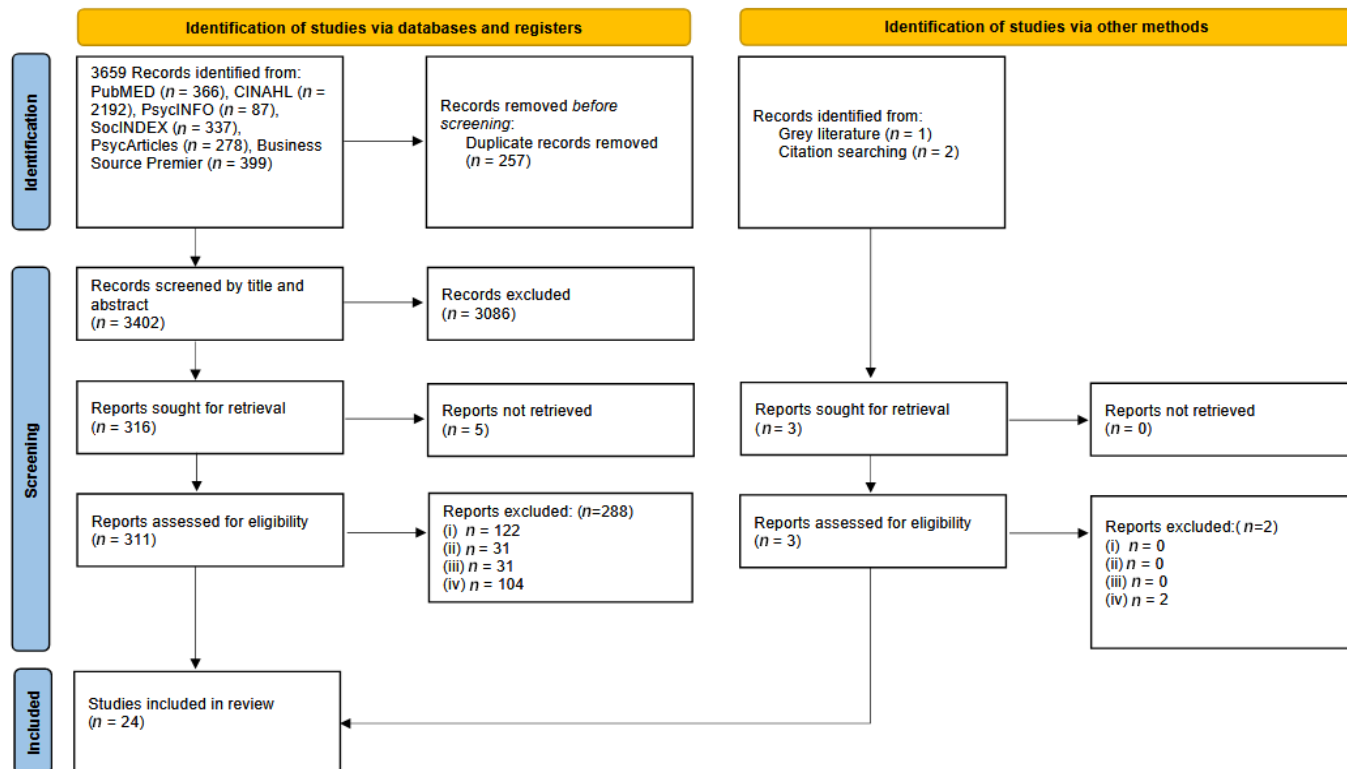 Identification of studies via databases and registers
Identification of studies via other methods
Identification
3659 Records identified from:
PubMED (n = 366), CINAHL (n =
2192), PsycINFO (n = 87),
SocINDEX (n = 337),
PsycArticles (n = 278), Business
Source Premier (n = 399)
Records removed before
screening:
Duplicate records removed
(n = 257)
Records identified from:
Grey literature (n = 1)
Citation searching (n = 2)
Screening
Records screened by title and
abstract
(n = 3402)
Records excluded
(n = 3086)
Reports sought for retrieval
(n = 316)
Reports not retrieved
(n = 5)
Reports sought for retrieval
(n = 3)
Reports not retrieved
(n = 0)
Reports assessed for eligibility
(n = 311)
Reports excluded: (n=288)
(i) n = 122
(ii) n = 31
(iii) n = 31
(iv) n = 104
Reports assessed for eligibility
(n = 3)
Reports excluded:( n=2)
(i) n=0
(ii) n = 0
(iii) n = 0
(iv) n = 2
Included
Studies included in review
(n = 24)